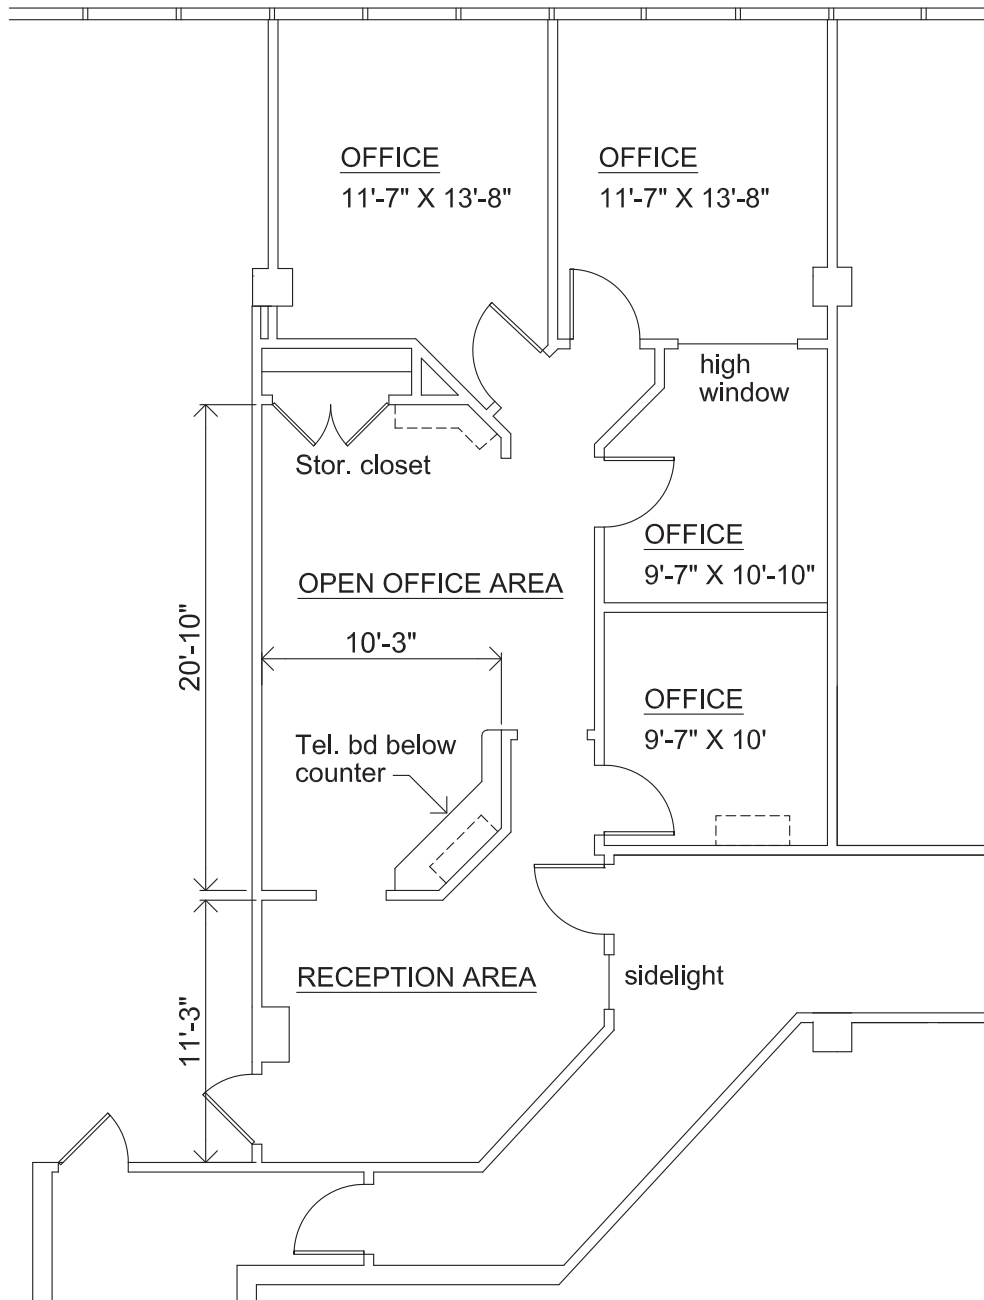 OFFICE
11'-7" X 13'-8"
OFFICE
11'-7" X 13'-8"
high
window
Stor. closet
OFFICE
9'-7" X 10'-10"
OPEN OFFICE AREA
20'-10"
10'-3"
OFFICE
9'-7" X 10'
Tel. bd below
counter
RECEPTION AREA
sidelight
11'-3"